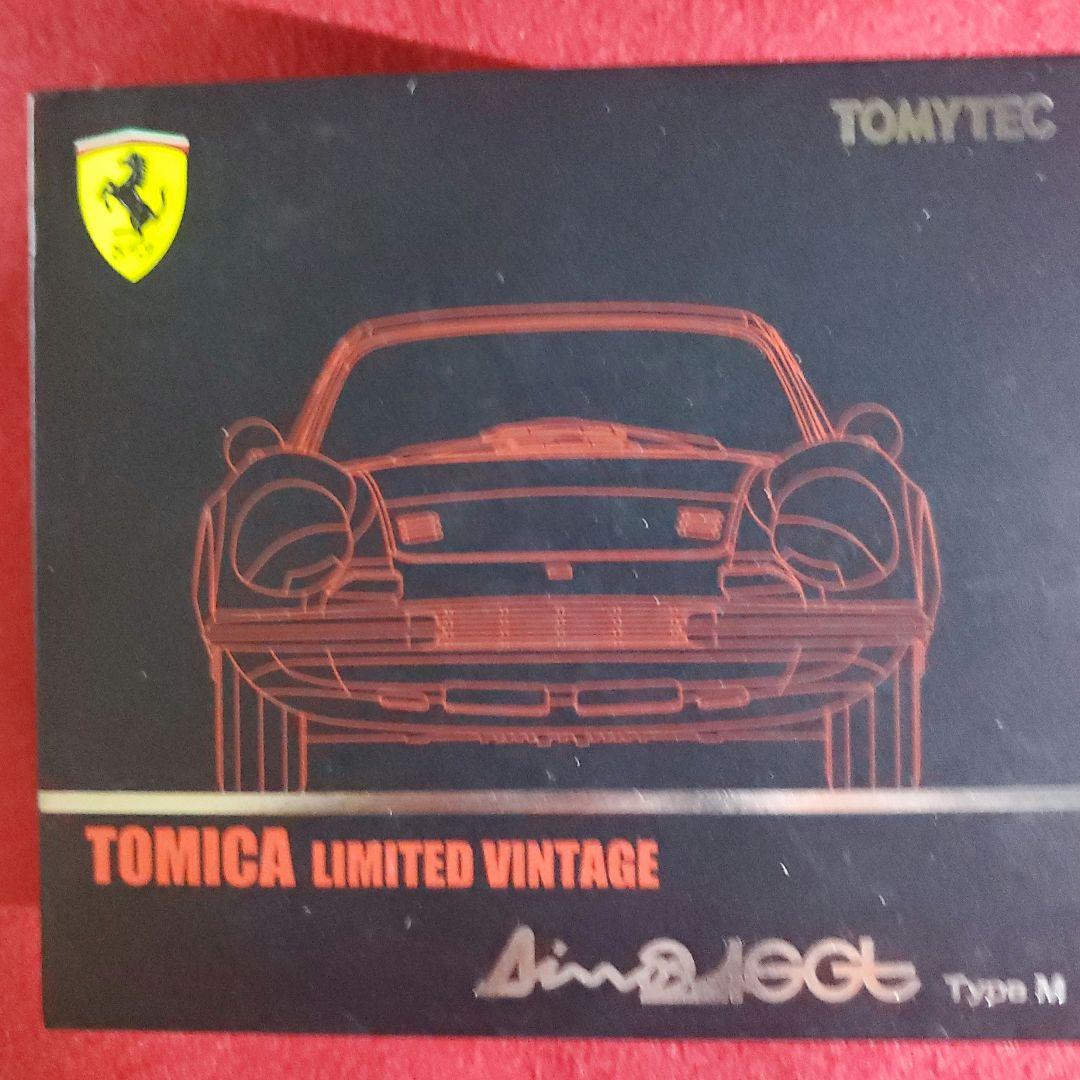 TOMYTEC
TOMICA LIMITED VINTAGE
Dino 246GT Type M